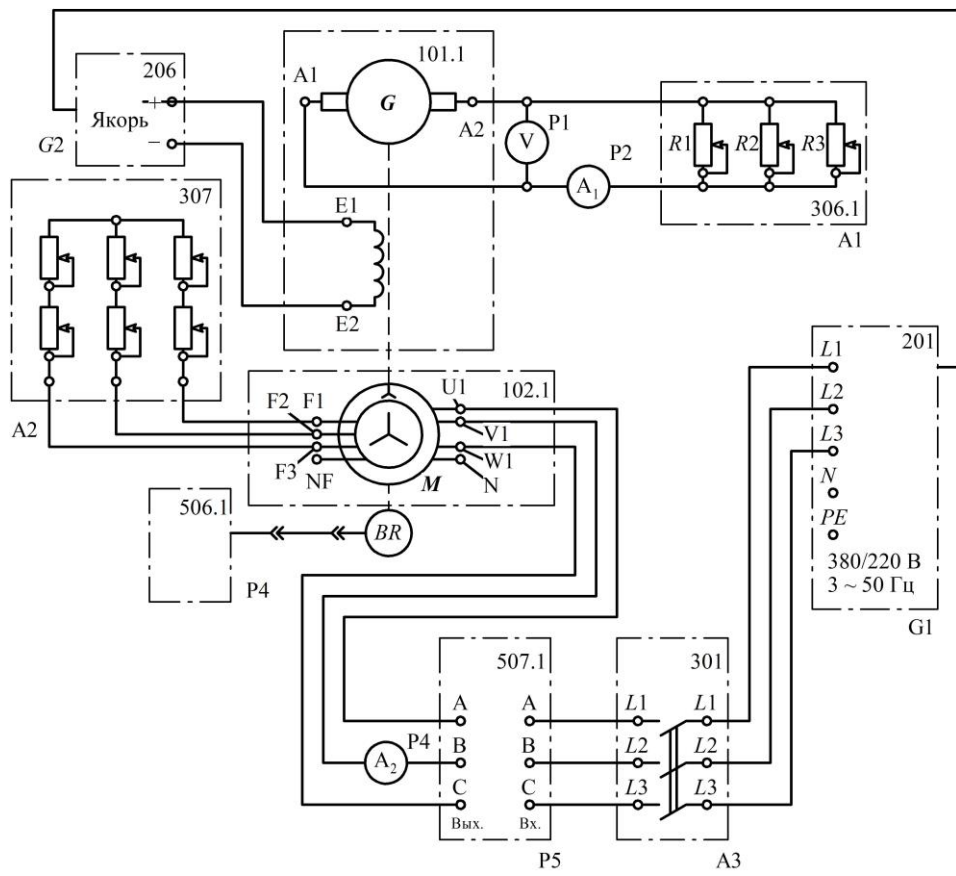 206
Якорь
+
−
G2
101.1
A1
G
A2
P1
V
P2
A₁
R1
R2
R3
306.1
A1
307
E1
E2
A2
102.1
U1
F2
F1
V1
F3
W1
NF
M
N
506.1
BR
P4
201
L1
L2
L3
N
PE
380/220 В
3 ~ 50 Гц
G1
507.1
301
A
A
L1
L1
P4
B
B
L2
L2
A₂
C
C
L3
L3
Вых.
Вх.
P5
A3